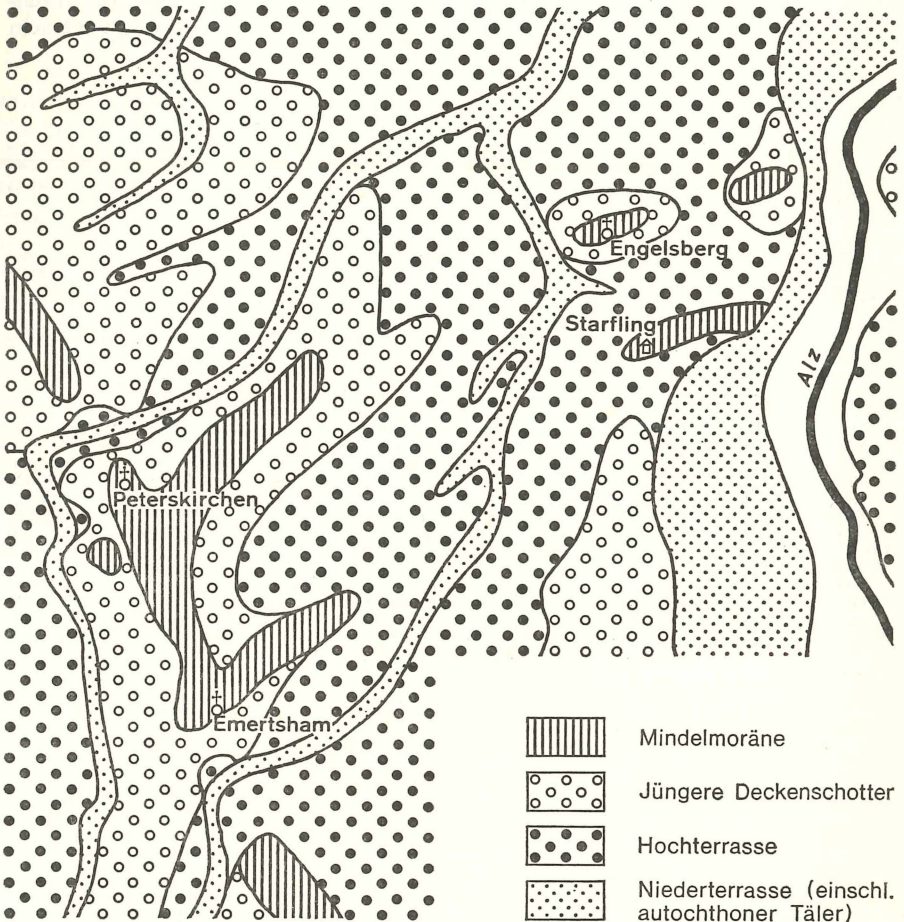 Engelsberg
Starfling
Alz
Peterskirchen
Emertsham
Mindelmoräne
Jüngere Deckenschotter
Hochterrasse
Niederterrasse (einschl.
autochthoner Täler)